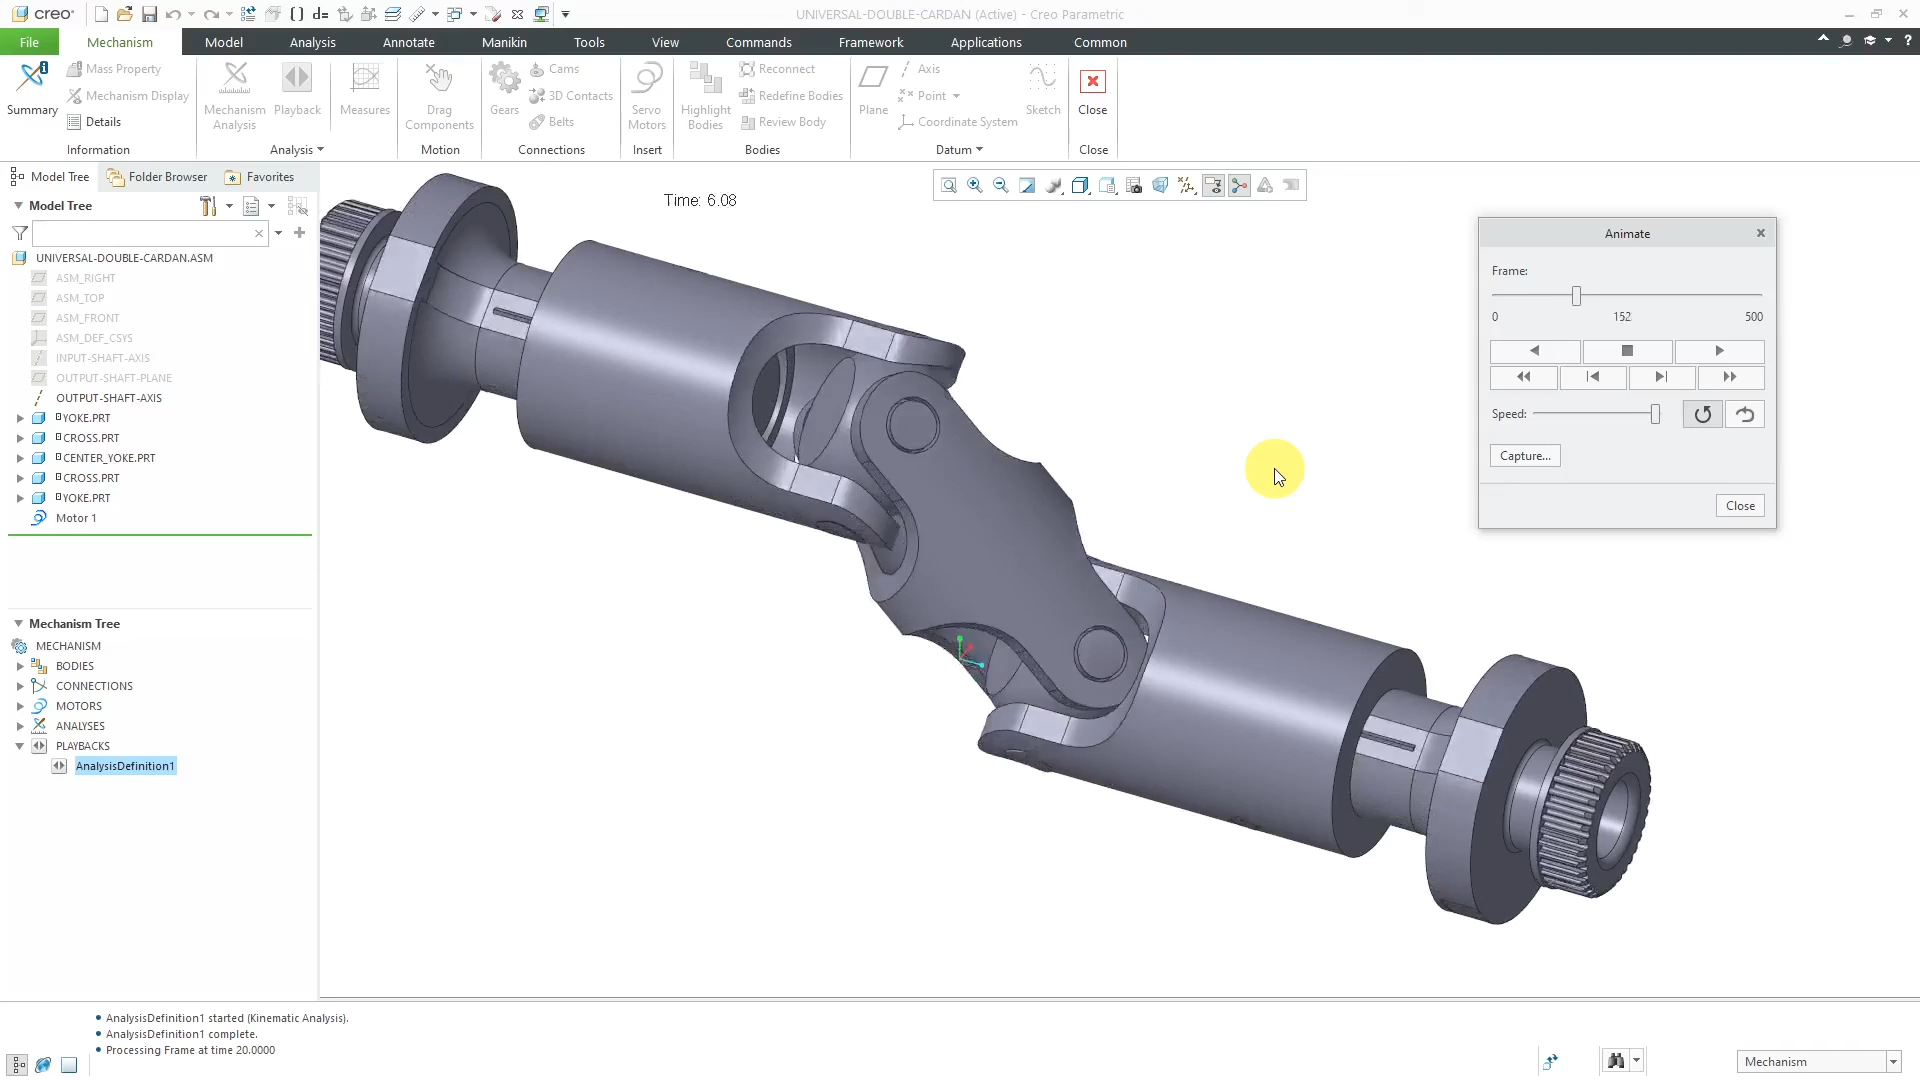 creo
UNIVERSAL-DOUBLE-CARDAN (Active) - Creo Parametric
File Mechanism Model Analysis Annotate Manikin Tools View Commands Framework Applications Common
Summary
Mass Property
Mechanism Display
Details
Information
Mechanism Analysis
Playback
Measures
Analysis
Drag Components
Motion
Gears
Cams
3D Contacts
Belts
Connections
Servo Motors
Insert
Highlight Bodies
Reconnect
Redefine Bodies
Review Body
Bodies
Plane
Axis
Point
Coordinate System
Sketch
Datum
Close
Close
Model Tree Folder Browser Favorites
Model Tree
UNIVERSAL-DOUBLE-CARDAN.ASM
ASM_RIGHT
ASM_TOP
ASM_FRONT
ASM_DEF_CSYS
INPUT-SHAFT-AXIS
OUTPUT-SHAFT-PLANE
OUTPUT-SHAFT-AXIS
YOKE.PRT
CROSS.PRT
CENTER_YOKE.PRT
CROSS.PRT
YOKE.PRT
Motor 1
Mechanism Tree
MECHANISM
BODIES
CONNECTIONS
MOTORS
ANALYSES
PLAYBACKS
AnalysisDefinition1
Time: 6.08
Animate
Frame:
0 152 500
Speed:
Capture...
Close
AnalysisDefinition1 started (Kinematic Analysis).
AnalysisDefinition1 complete.
Processing Frame at time 20.0000
Mechanism